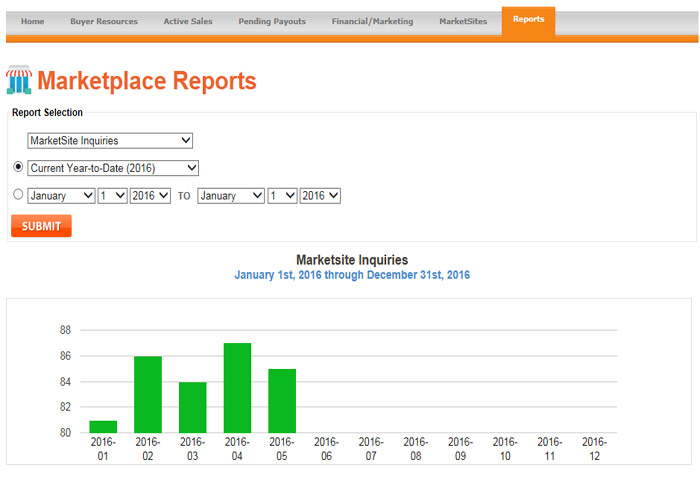 Home Buyer Resources Active Sales Pending Payouts Financial/Marketing MarketSites Reports
Marketplace Reports
Report Selection
MarketSite Inquiries
Current Year-to-Date (2016)
January 1 2016 TO January 1 2016
SUBMIT
Marketsite Inquiries
January 1st, 2016 through December 31st, 2016
88
86
84
82
80
2016- 2016- 2016- 2016- 2016- 2016- 2016- 2016- 2016- 2016- 2016- 2016-
01 02 03 04 05 06 07 08 09 10 11 12